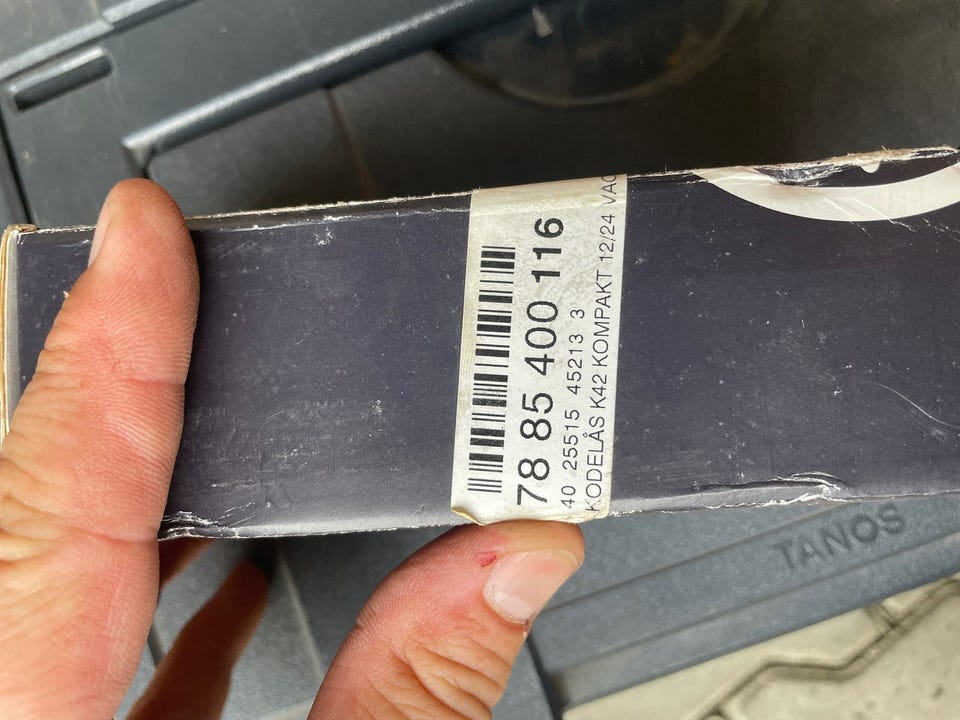 78 85 400 116
40 25515 45213 3
KODELÅS K42 KOMPAKT 12/24 VAC
TANOS